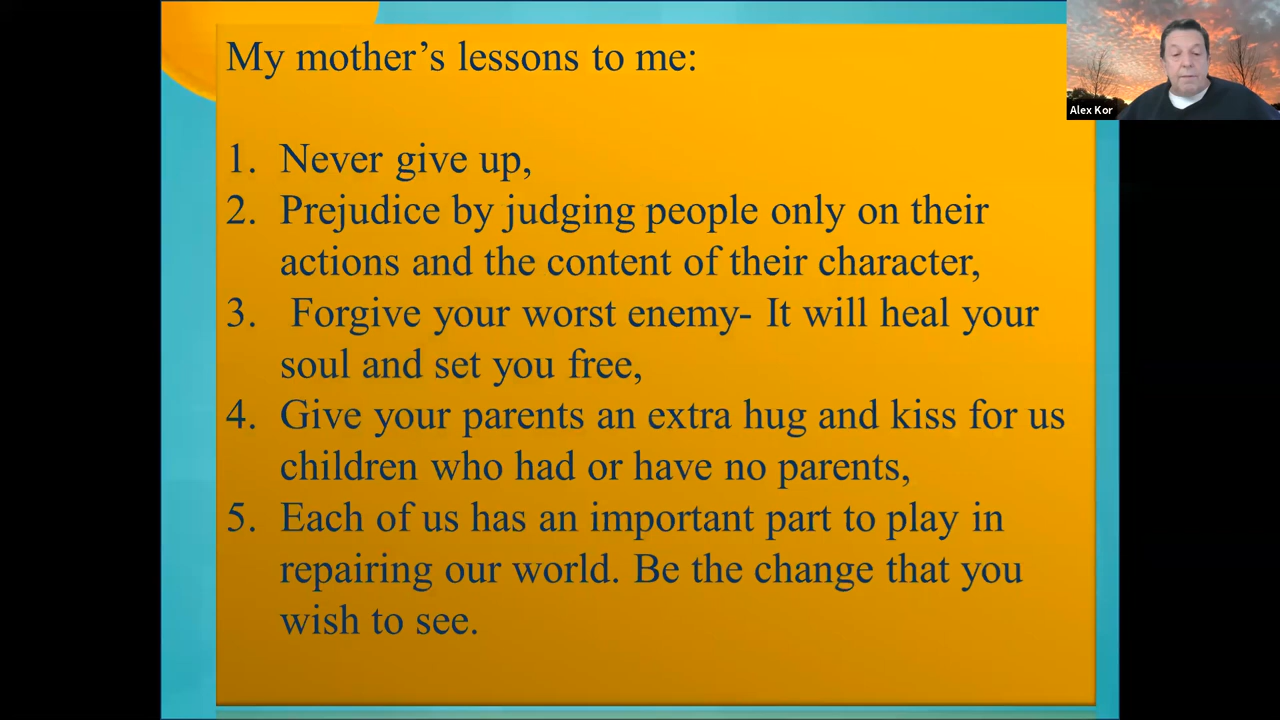 My mother’s lessons to me:
1. Never give up,
2. Prejudice by judging people only on their
actions and the content of their character,
3. Forgive your worst enemy- It will heal your
soul and set you free,
4. Give your parents an extra hug and kiss for us
children who had or have no parents,
5. Each of us has an important part to play in
repairing our world. Be the change that you
wish to see.
Alex Kor